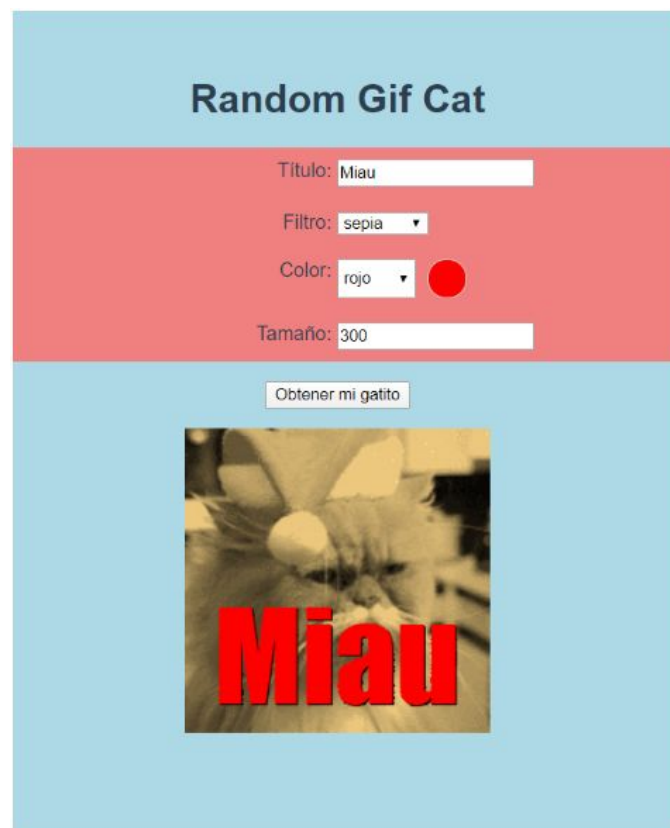 Random Gif Cat
Título: Miau
Filtro: sepia
Color: rojo
Tamaño: 300
Obtener mi gatito
Miau